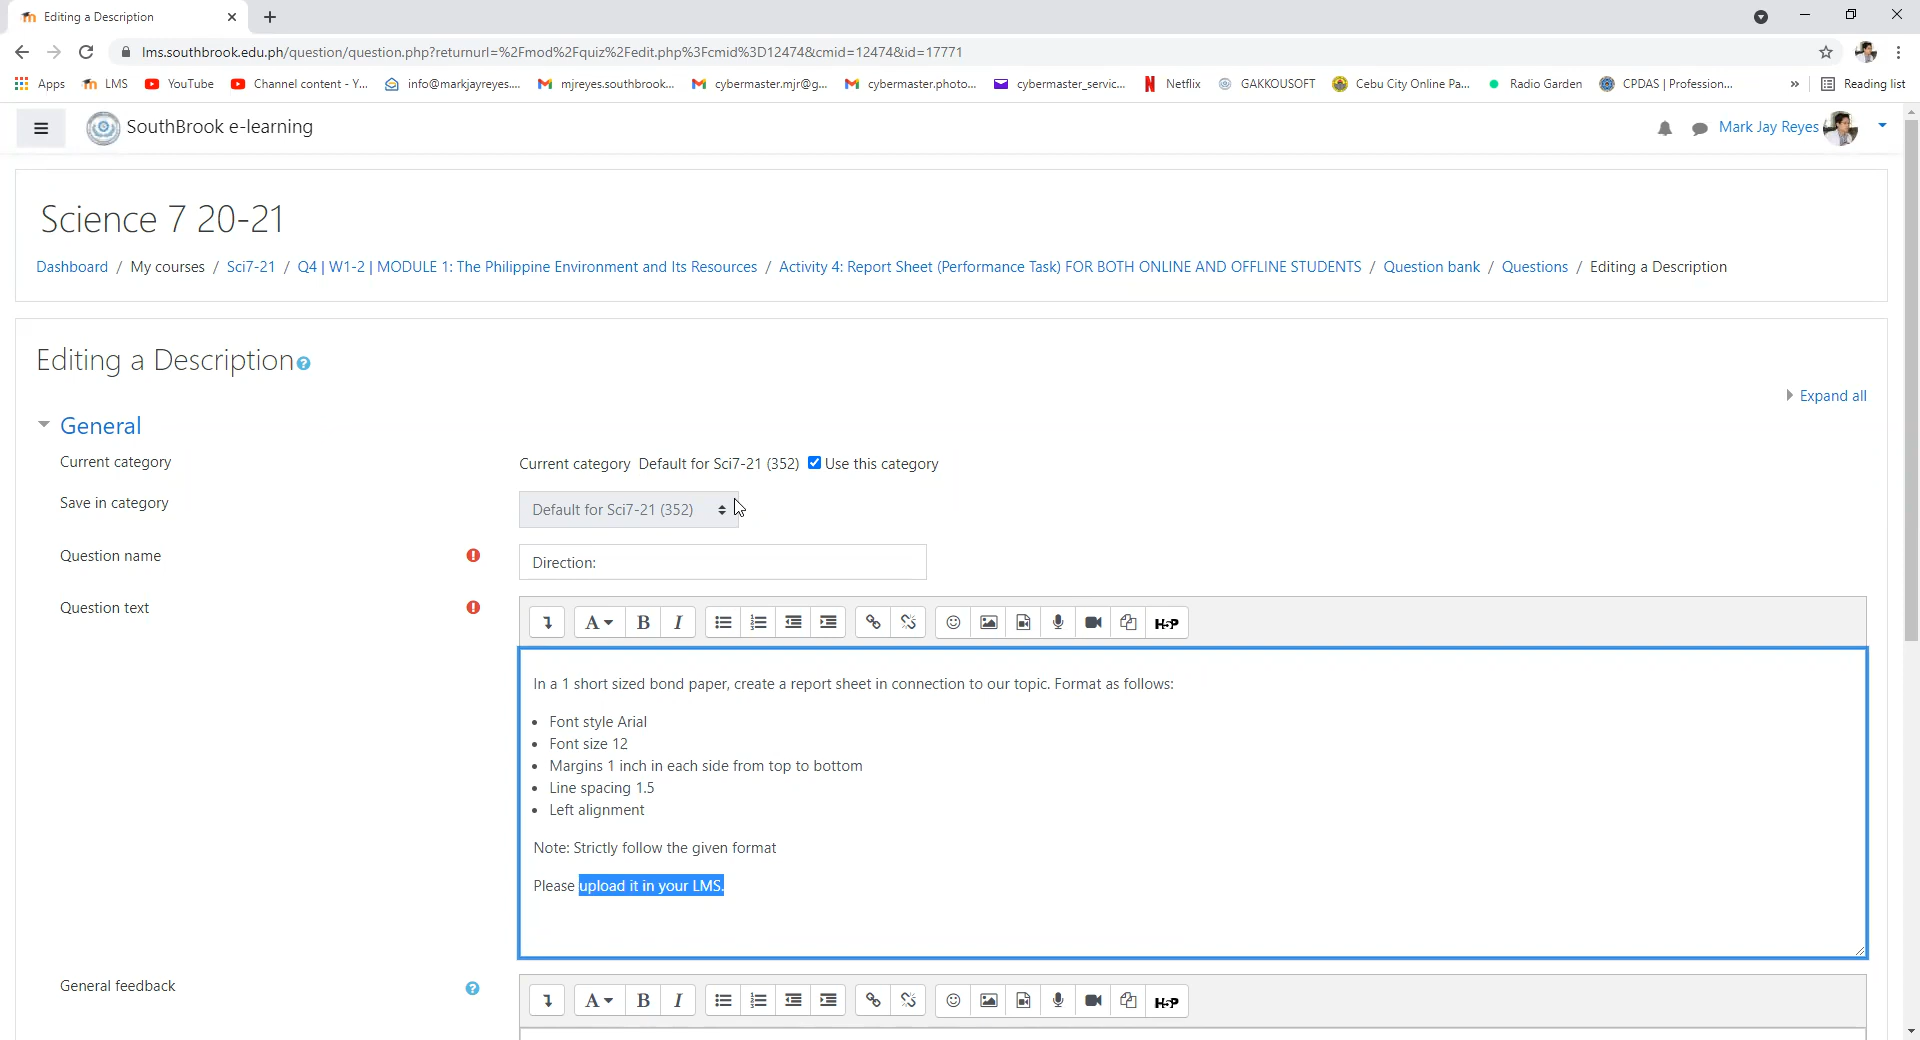 Editing a Description
lms.southbrook.edu.ph/question/question.php?returnurl=%2Fmod%2Fquiz%2Fedit.php%3Fcmid%3D12474&cmid=12474&id=17771
Apps LMS YouTube Channel content - Y... info@markjayreyes.... mjreyes.southbrook... cybermaster.mjr@g... cybermaster.photo... cybermaster_servic... Netflix GAKKOUSOFT Cebu City Online Pa... Radio Garden CPDAS | Profession... » Reading list
SouthBrook e-learning Mark Jay Reyes
Science 7 20-21
Dashboard / My courses / Sci7-21 / Q4 | W1-2 | MODULE 1: The Philippine Environment and Its Resources / Activity 4: Report Sheet (Performance Task) FOR BOTH ONLINE AND OFFLINE STUDENTS / Question bank / Questions / Editing a Description
Editing a Description
Expand all
General
Current category Current category Default for Sci7-21 (352) Use this category
Save in category Default for Sci7-21 (352)
Question name Direction:
Question text
A B I H-P
In a 1 short sized bond paper, create a report sheet in connection to our topic. Format as follows:
• Font style Arial
• Font size 12
• Margins 1 inch in each side from top to bottom
• Line spacing 1.5
• Left alignment
Note: Strictly follow the given format
Please upload it in your LMS.
General feedback
A B I H-P